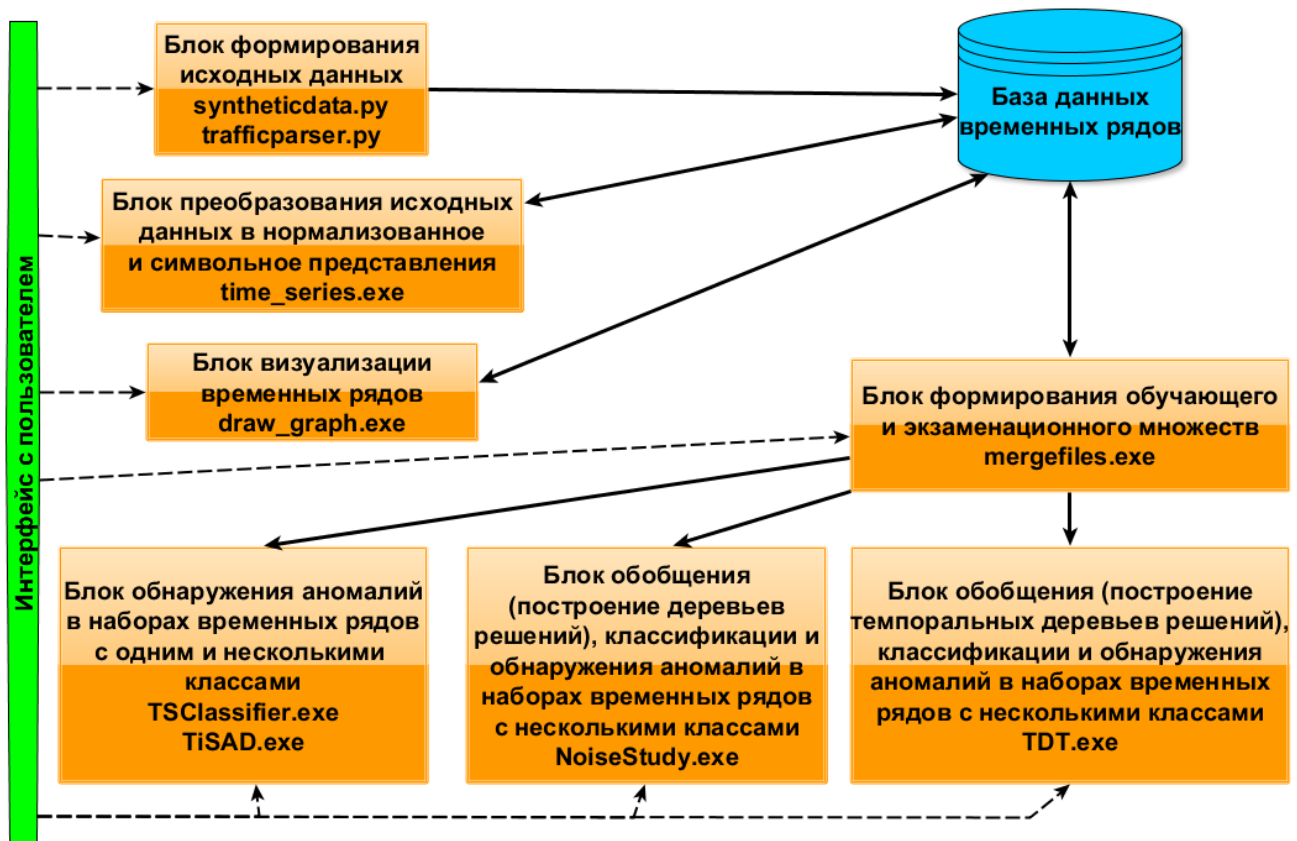 Интерфейс с пользователем
Блок формирования
исходных данных
syntheticdata.py
trafficparser.py
База данных
временных рядов
Блок преобразования исходных
данных в нормализованное
и символьное представления
time_series.exe
Блок визуализации
временных рядов
draw_graph.exe
Блок формирования обучающего
и экзаменационного множеств
mergefiles.exe
Блок обнаружения аномалий
в наборах временных рядов
с одним и несколькими
классами
TSClassifier.exe
TiSAD.exe
Блок обобщения
(построение деревьев
решений), классификации и
обнаружения аномалий в
наборах временных рядов
с несколькими классами
NoiseStudy.exe
Блок обобщения (построение
темпоральных деревьев решений),
классификации и обнаружения
аномалий в наборах временных
рядов с несколькими классами
TDT.exe